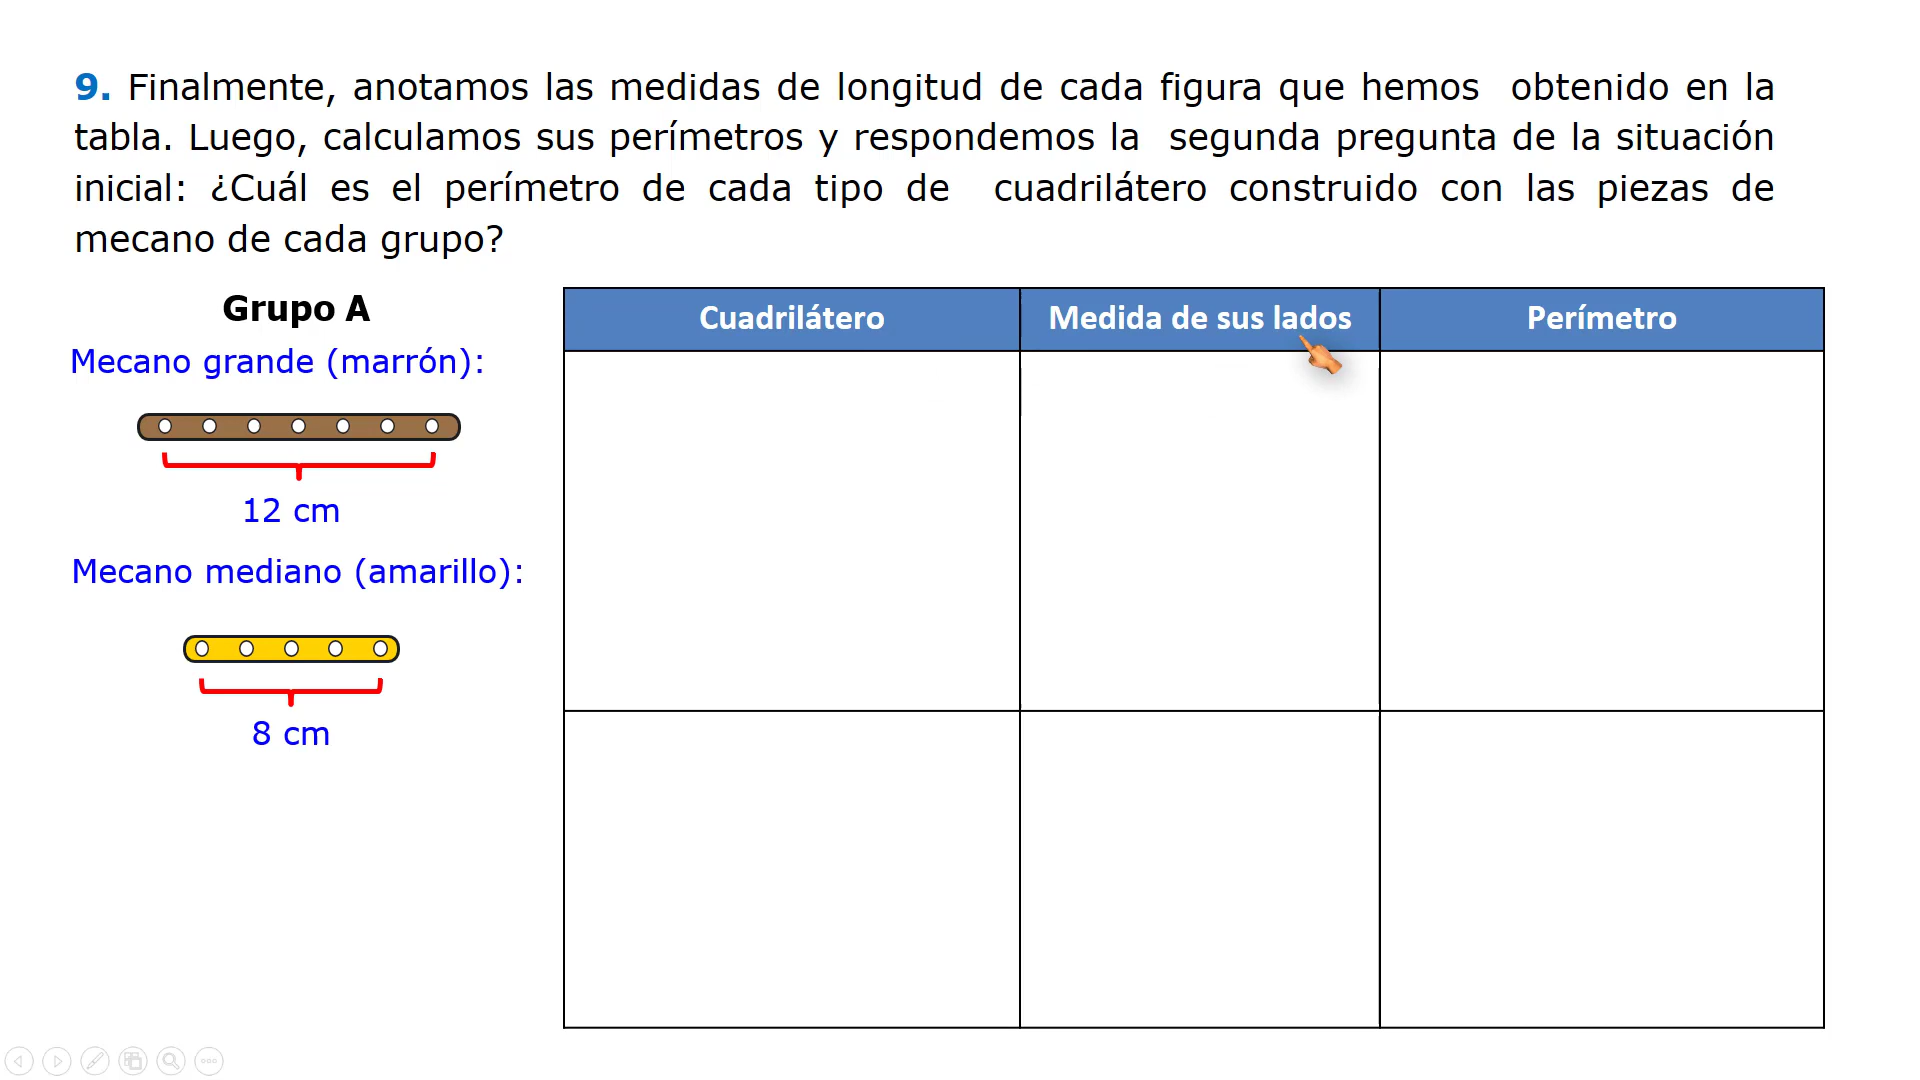 9. Finalmente, anotamos las medidas de longitud de cada figura que hemos obtenido en la
tabla. Luego, calculamos sus perímetros y respondemos la segunda pregunta de la situación
inicial: ¿Cuál es el perímetro de cada tipo de cuadrilátero construido con las piezas de
mecano de cada grupo?
Grupo A
Mecano grande (marrón):
12 cm
Mecano mediano (amarillo):
8 cm
Cuadrilátero
Medida de sus lados
Perímetro